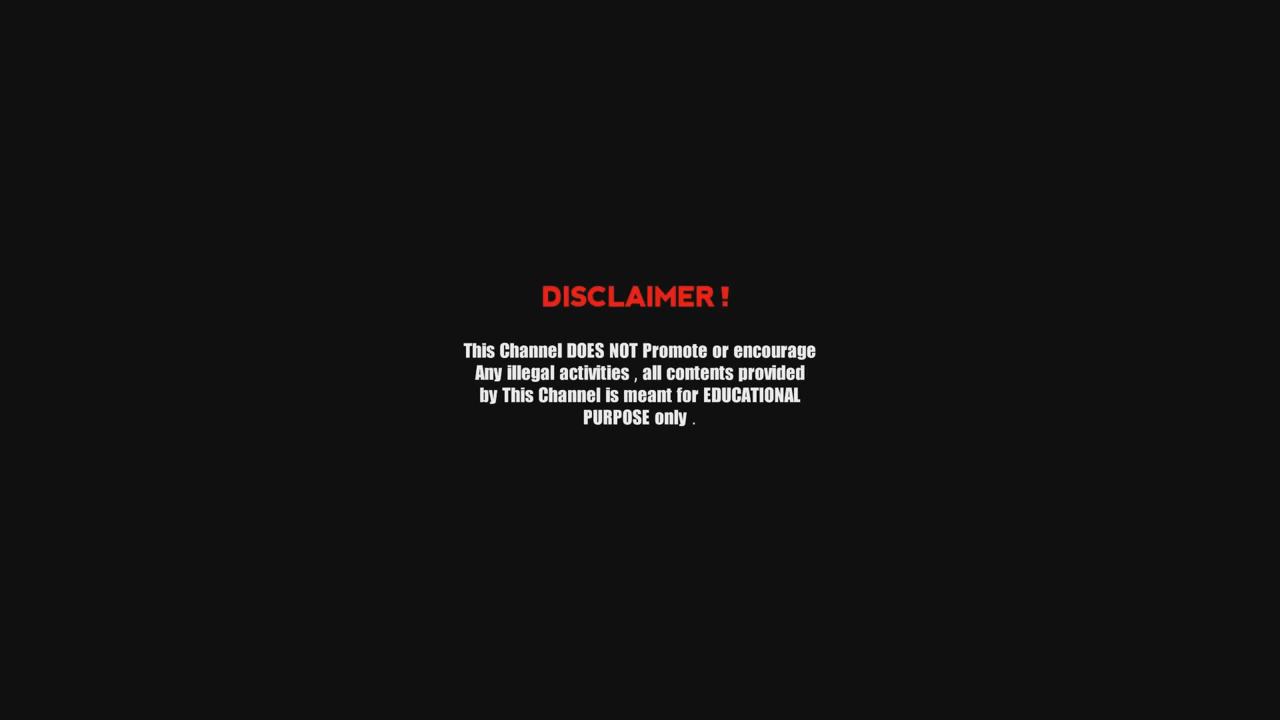 DISCLAIMER !
This Channel DOES NOT Promote or encourage
Any illegal activities , all contents provided
by This Channel is meant for EDUCATIONAL
PURPOSE only .